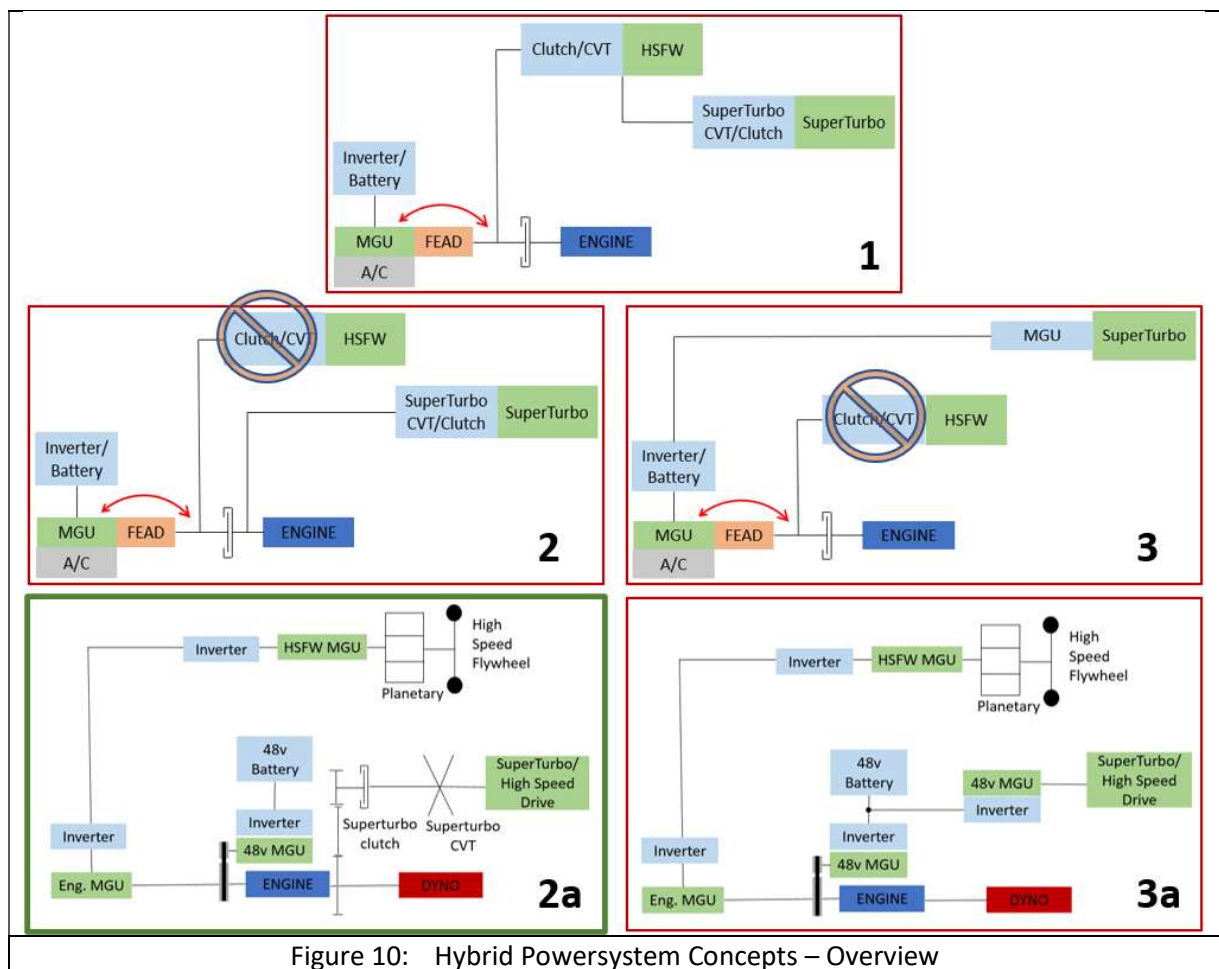 Clutch/CVT
HSFW
SuperTurbo
CVT/Clutch
SuperTurbo
Inverter/
Battery
MGU
FEAD
ENGINE
A/C
1
Clutch/CVT
HSFW
SuperTurbo
CVT/Clutch
SuperTurbo
Inverter/
Battery
MGU
FEAD
ENGINE
A/C
2
MGU
SuperTurbo
Clutch/CVT
HSFW
Inverter/
Battery
MGU
FEAD
ENGINE
A/C
3
Inverter
HSFW MGU
Planetary
High
Speed
Flywheel
48v
Battery
Inverter
48v MGU
Superturbo
clutch
Superturbo
CVT
SuperTurbo/
High Speed
Drive
Inverter
Eng. MGU
ENGINE
DYNO
2a
Inverter
HSFW MGU
Planetary
High
Speed
Flywheel
48v
Battery
Inverter
48v MGU
48v MGU
Inverter
SuperTurbo/
High Speed
Drive
Inverter
Eng. MGU
ENGINE
DYNO
3a
Figure 10: Hybrid Powersystem Concepts – Overview